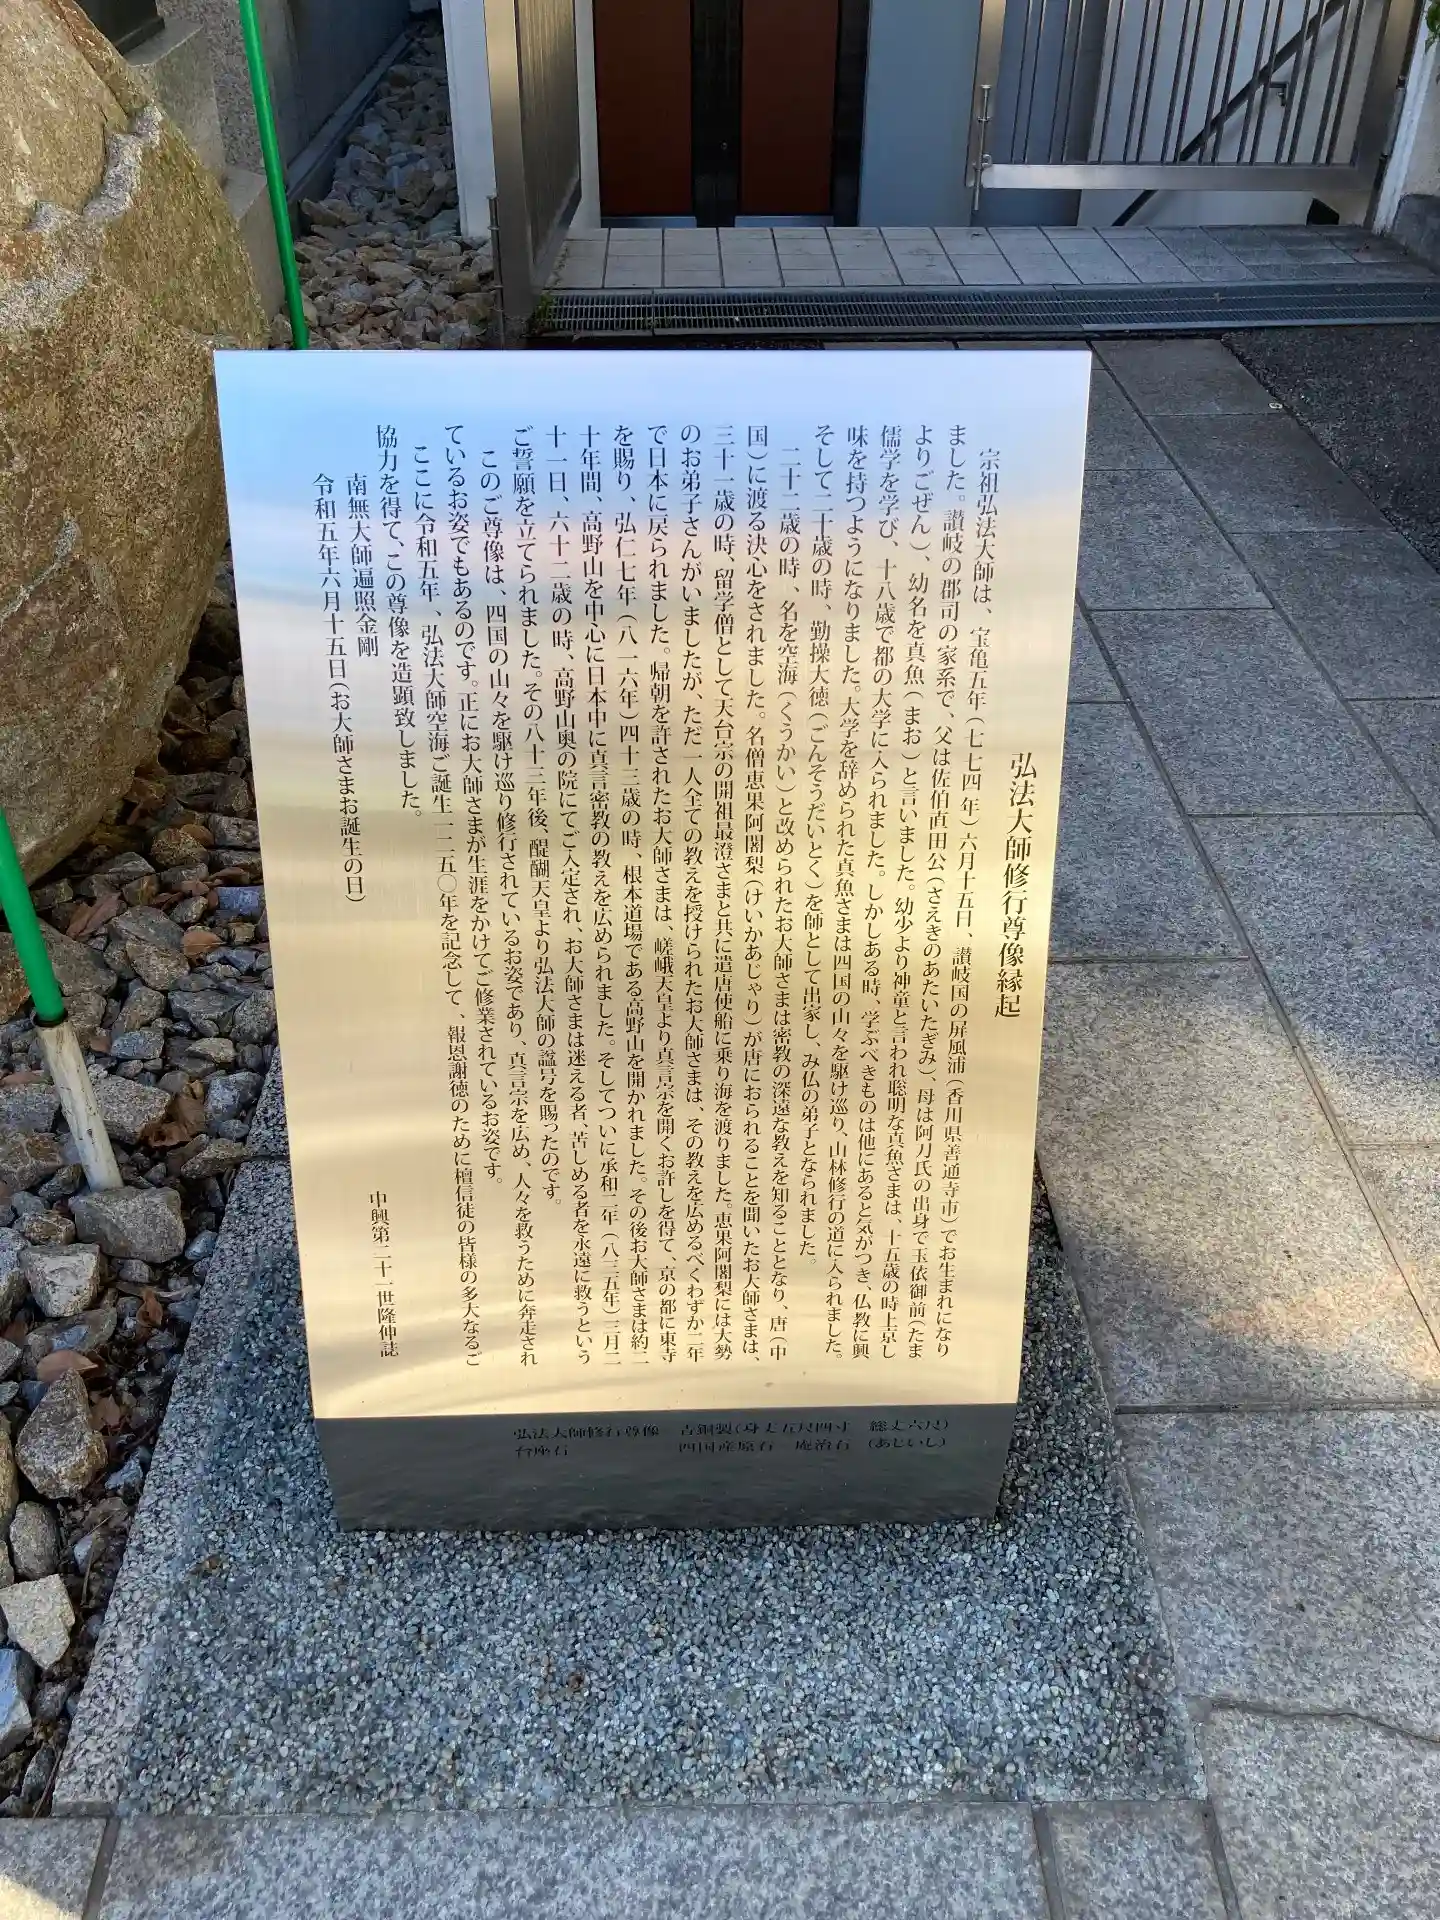 弘法大師修行尊像縁起
宗祖弘法大師は、宝亀五年(七七四年)六月十五日、讃岐国の屏風浦(香川県善通寺市)でお生まれになり
ました。讃岐の郡司の家系で、父は佐伯直田公(さえきのあたいたぎみ)、母は阿刀氏の出身で玉依御前(たま
よりごぜん)、幼名を真魚(まお)と言いました。幼少より神童と言われ聡明な真魚さまは、十五歳の時上京し
儒学を学び、十八歳で都の大学に入られました。しかしある時、学ぶべきものは他にあると気がつき、仏教に興
味を持つようになりました。大学を辞められた真魚さまは四国の山々を駆け巡り、山林修行の道に入られました。
そして二十歳の時、勤操大徳(ごんそうだいとく)を師として出家し、み仏の弟子となられました。
二十二歳の時、名を空海(くうかい)と改められたお大師さまは密教の深遠な教えを知ることとなり、唐(中
国)に渡る決心をされました。名僧恵果阿闍梨(けいかあじゃり)が唐におられることを聞いたお大師さまは、
三十一歳の時、留学僧として天台宗の開祖最澄さまと共に遣唐使船に乗り海を渡りました。恵果阿闍梨には大勢
のお弟子さんがいましたが、ただ一人全ての教えを授けられたお大師さまは、その教えを広めるべくわずか二年
で日本に戻られました。帰朝を許されたお大師さまは、嵯峨天皇より真言宗を開くお許しを得て、京の都に東寺
を賜り、弘仁七年(八一六年)四十三歳の時、根本道場である高野山を開かれました。その後お大師さまは約二
十年間、高野山を中心に日本中に真言密教の教えを広められました。そしてついに承和二年(八三五年)三月二
十一日、六十二歳の時、高野山奥の院にてご入定され、お大師さまは迷える者、苦しめる者を永遠に救うという
ご誓願を立てられました。その八十三年後、醍醐天皇より弘法大師の諡号を賜ったのです。
このご尊像は、四国の山々を駆け巡り修行されているお姿であり、真言宗を広め、人々を救うために奔走され
ているお姿でもあるのです。正にお大師さまが生涯をかけてご修業されているお姿です。
ここに令和五年、弘法大師空海ご誕生一二五〇年を記念して、報恩謝徳のために檀信徒の皆様の多大なるご
協力を得て、この尊像を造顕致しました。
南無大師遍照金剛
令和五年六月十五日(お大師さまお誕生の日)
中興第二十一世隆伸誌
弘法大師修行尊像 古銅製(身丈五尺四寸 総丈六尺)
台座石 四国産原石 庵治石 (あじいし)